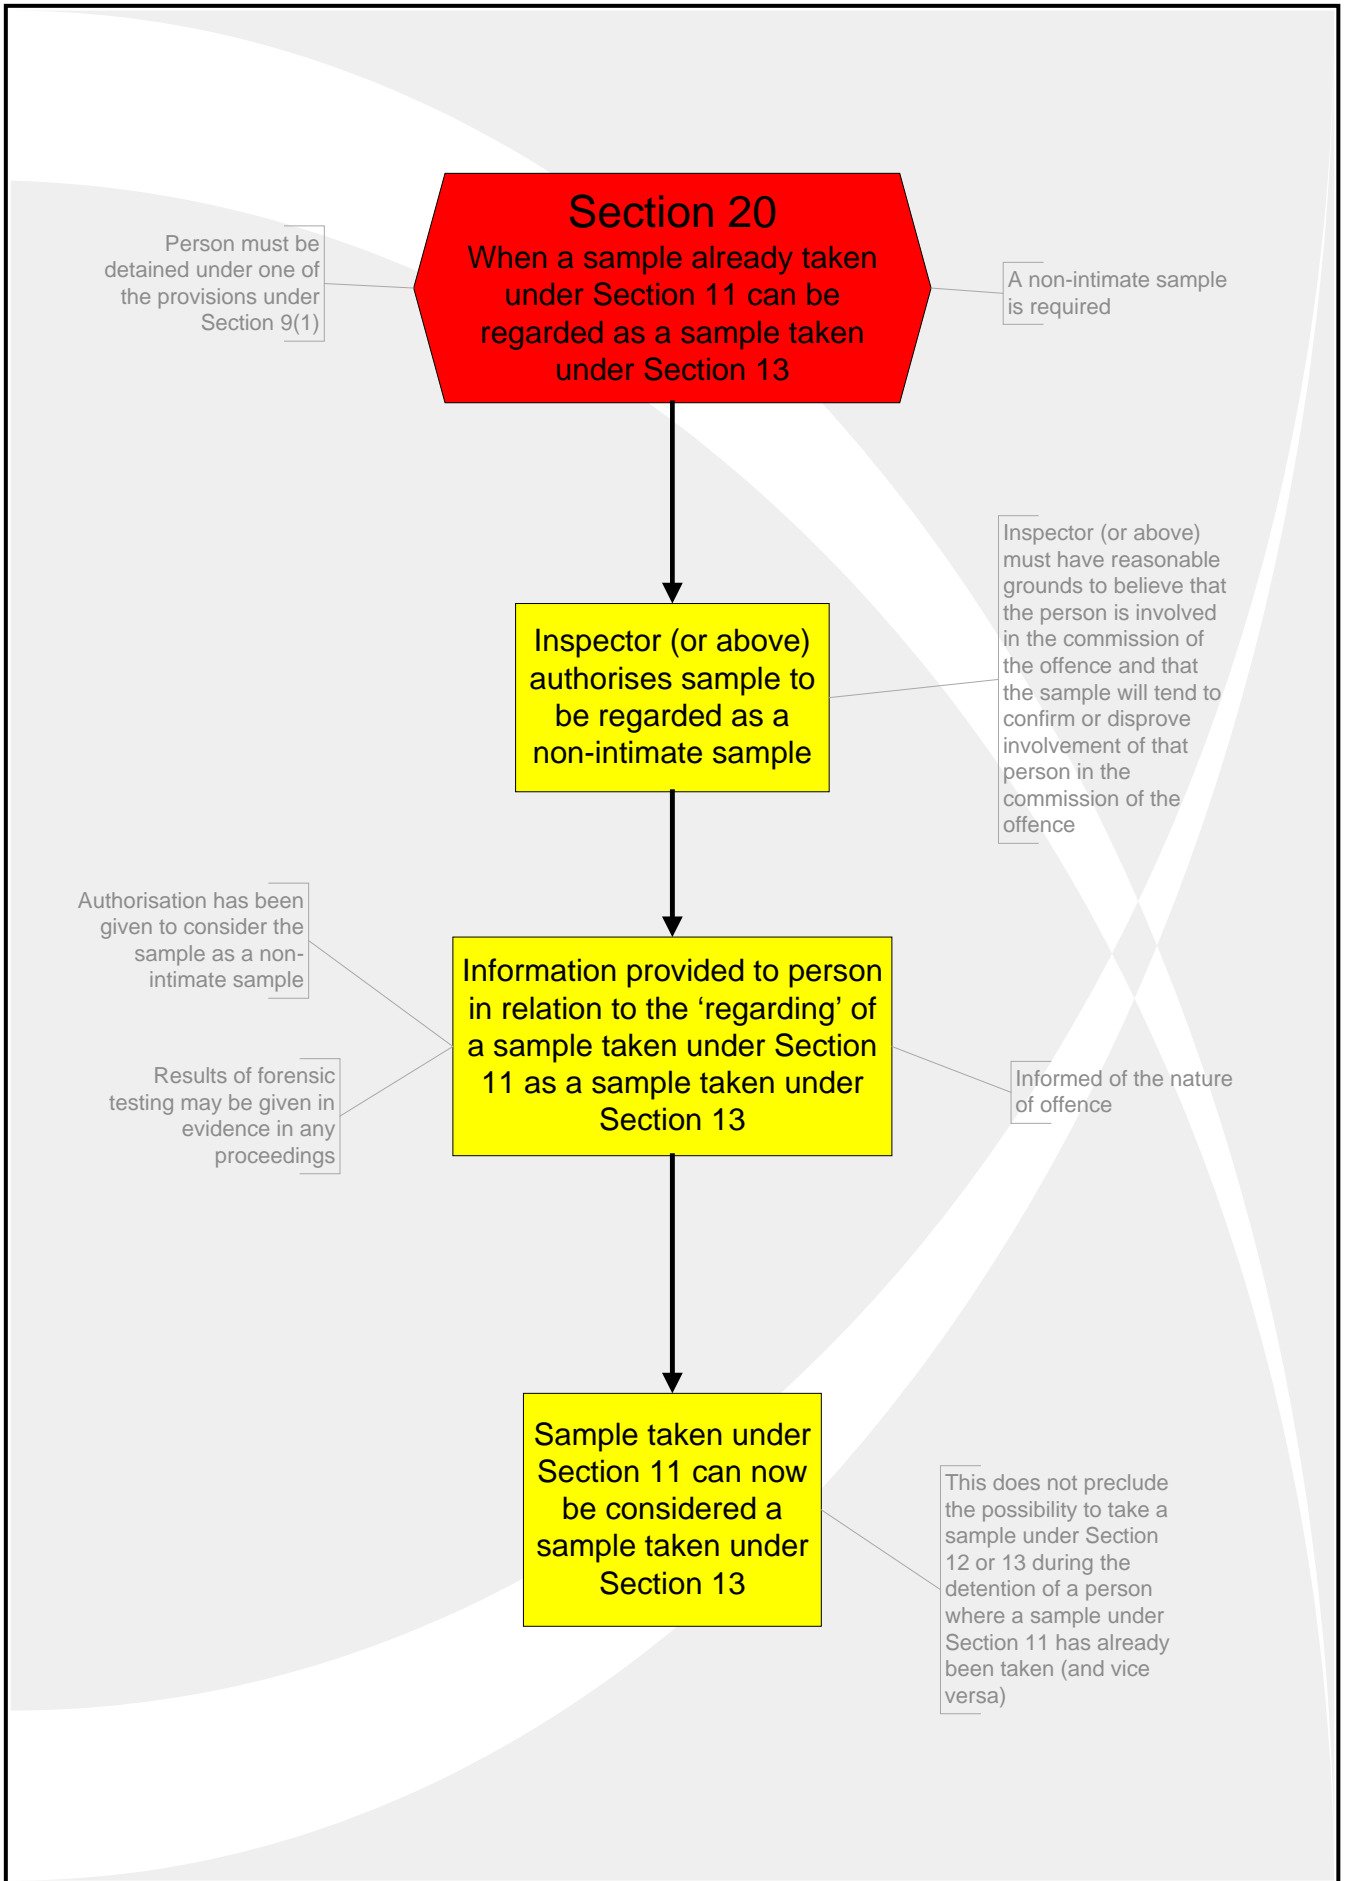 Section 20
When a sample already taken
under Section 11 can be
regarded as a sample taken
under Section 13
Person must be
detained under one of
the provisions under
Section 9(1)
A non-intimate sample
is required
Inspector (or above)
authorises sample to
be regarded as a
non-intimate sample
Inspector (or above)
must have reasonable
grounds to believe that
the person is involved
in the commission of
the offence and that
the sample will tend to
confirm or disprove
involvement of that
person in the
commission of the
offence
Authorisation has been
given to consider the
sample as a non-
intimate sample
Results of forensic
testing may be given in
evidence in any
proceedings
Information provided to person
in relation to the ‘regarding’ of
a sample taken under Section
11 as a sample taken under
Section 13
Informed of the nature
of offence
Sample taken under
Section 11 can now
be considered a
sample taken under
Section 13
This does not preclude
the possibility to take a
sample under Section
12 or 13 during the
detention of a person
where a sample under
Section 11 has already
been taken (and vice
versa)